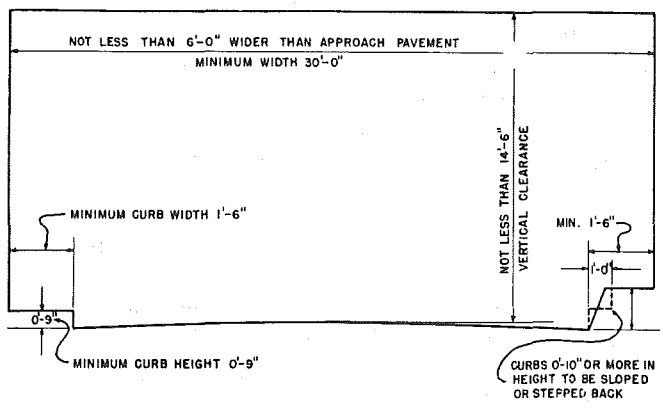 NOT LESS THAN 6'-0" WIDER THAN APPROACH PAVEMENT
MINIMUM WIDTH 30'-0"
NOT LESS THAN 14'-6"
VERTICAL CLEARANCE
MINIMUM CURB WIDTH 1'-6"
MIN. 1'-6"
1'-0"
0'-9"
MINIMUM CURB HEIGHT 0'-9"
CURBS 0'-10" OR MORE IN
HEIGHT TO BE SLOPED
OR STEPPED BACK